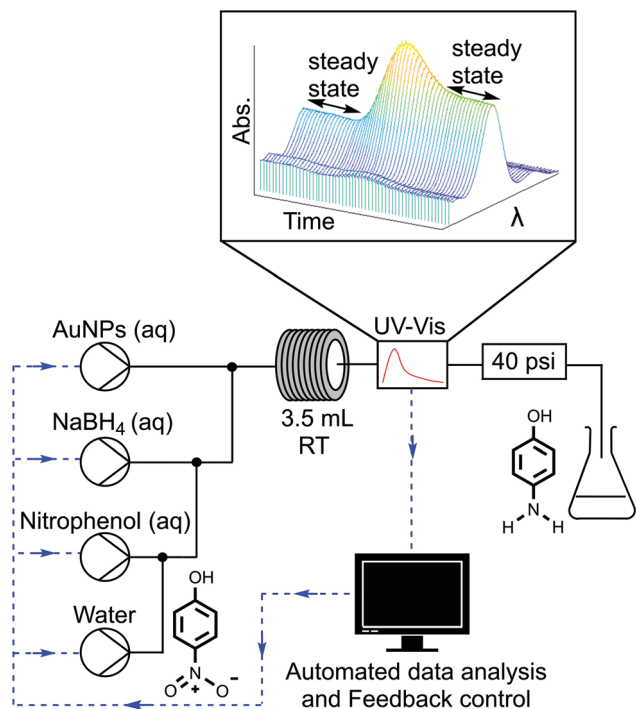 steady
state
steady
state
Abs.
Time
λ
UV-Vis
AuNPs (aq)
40 psi
3.5 mL
RT
NaBH₄ (aq)
OH
N
H H
Nitrophenol (aq)
OH
Water
N
+
O O
-
Automated data analysis
and Feedback control